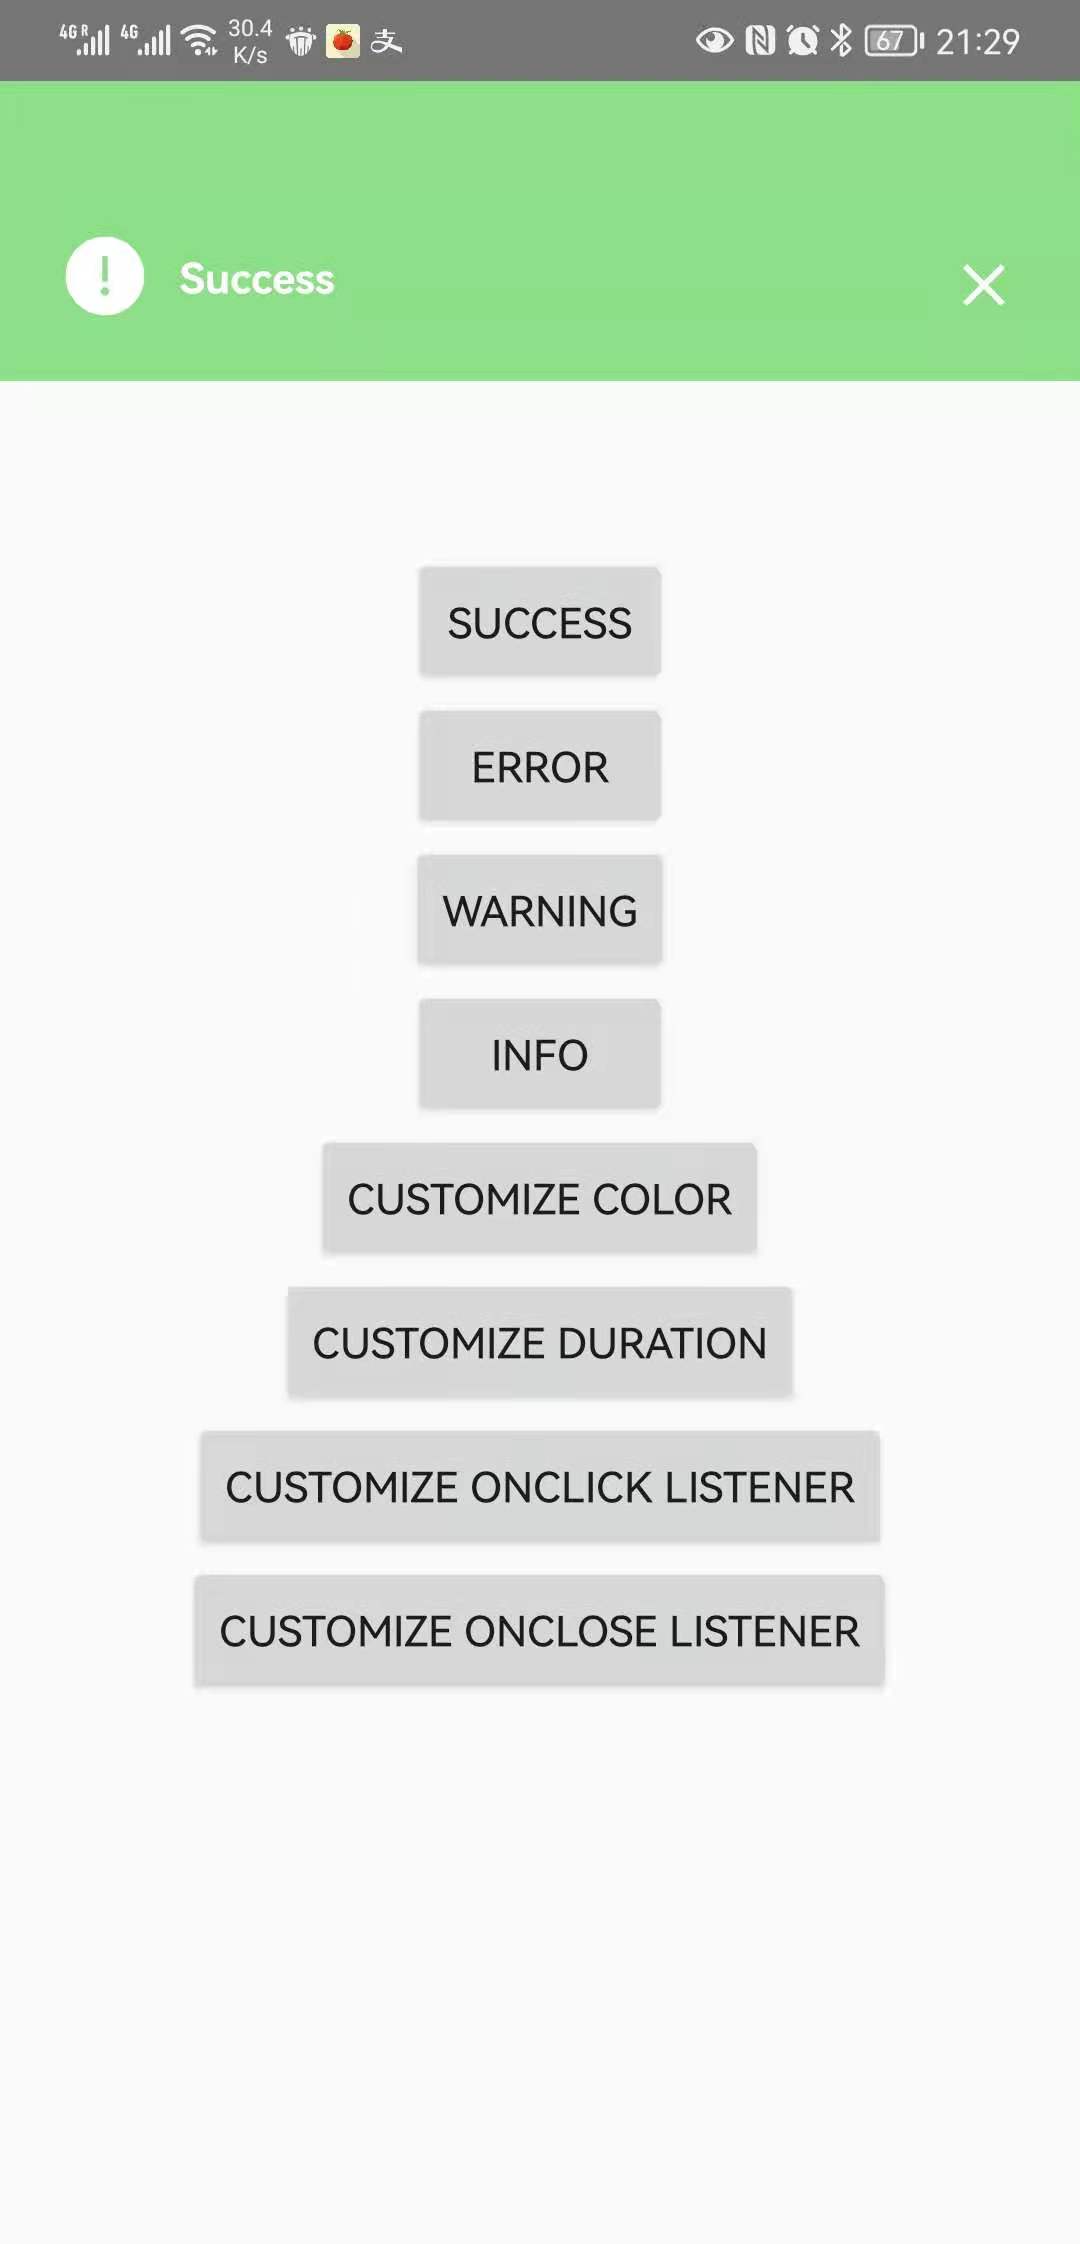 4G R 4G 30.4 K/s 支 67 21:29
! Success
SUCCESS
ERROR
WARNING
INFO
CUSTOMIZE COLOR
CUSTOMIZE DURATION
CUSTOMIZE ONCLICK LISTENER
CUSTOMIZE ONCLOSE LISTENER